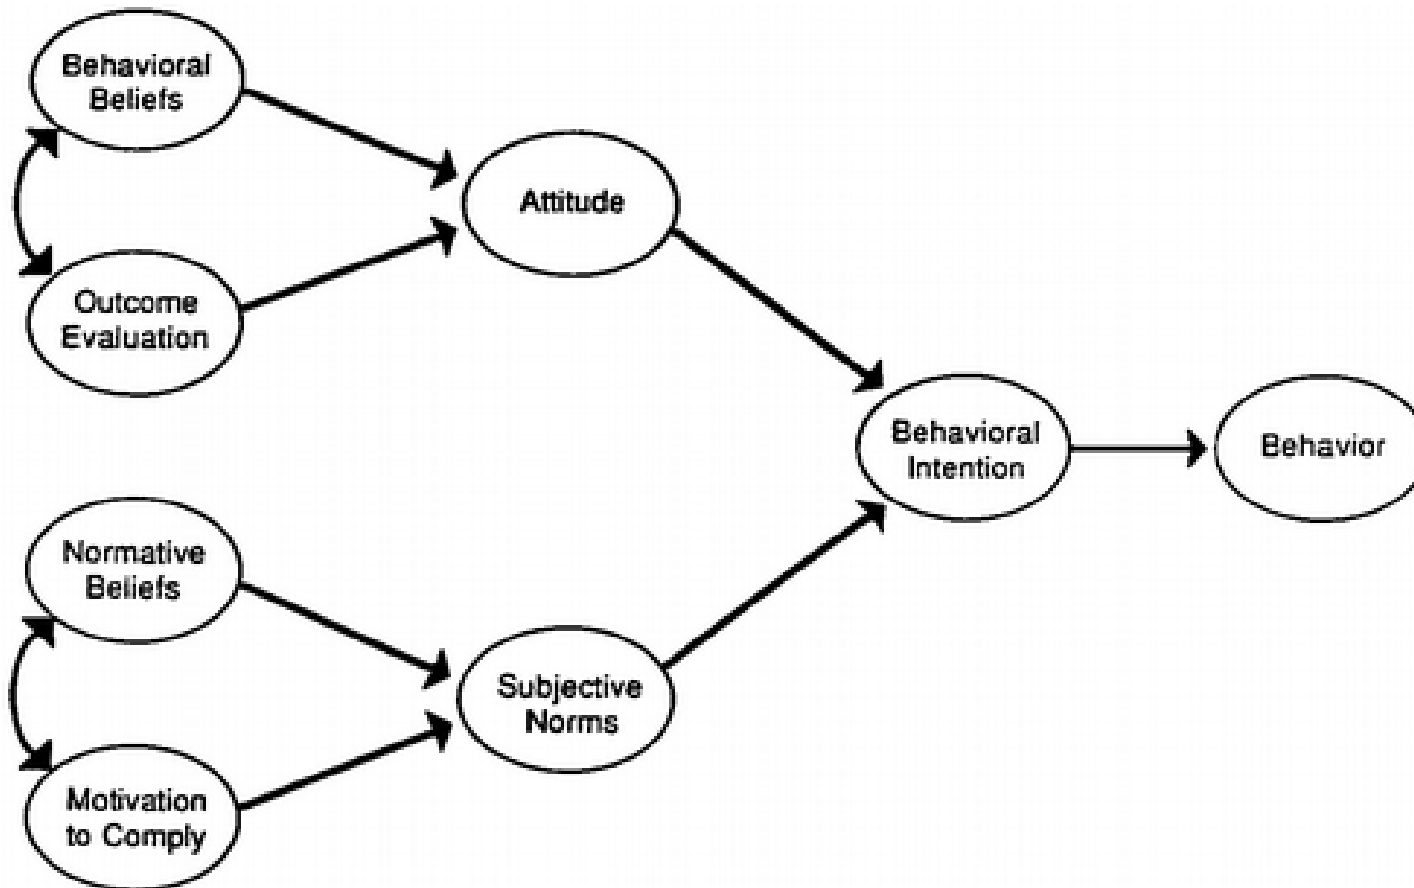 Behavioral
Beliefs
Attitude
Outcome
Evaluation
Behavioral
Intention
Behavior
Normative
Beliefs
Subjective
Norms
Motivation
to Comply